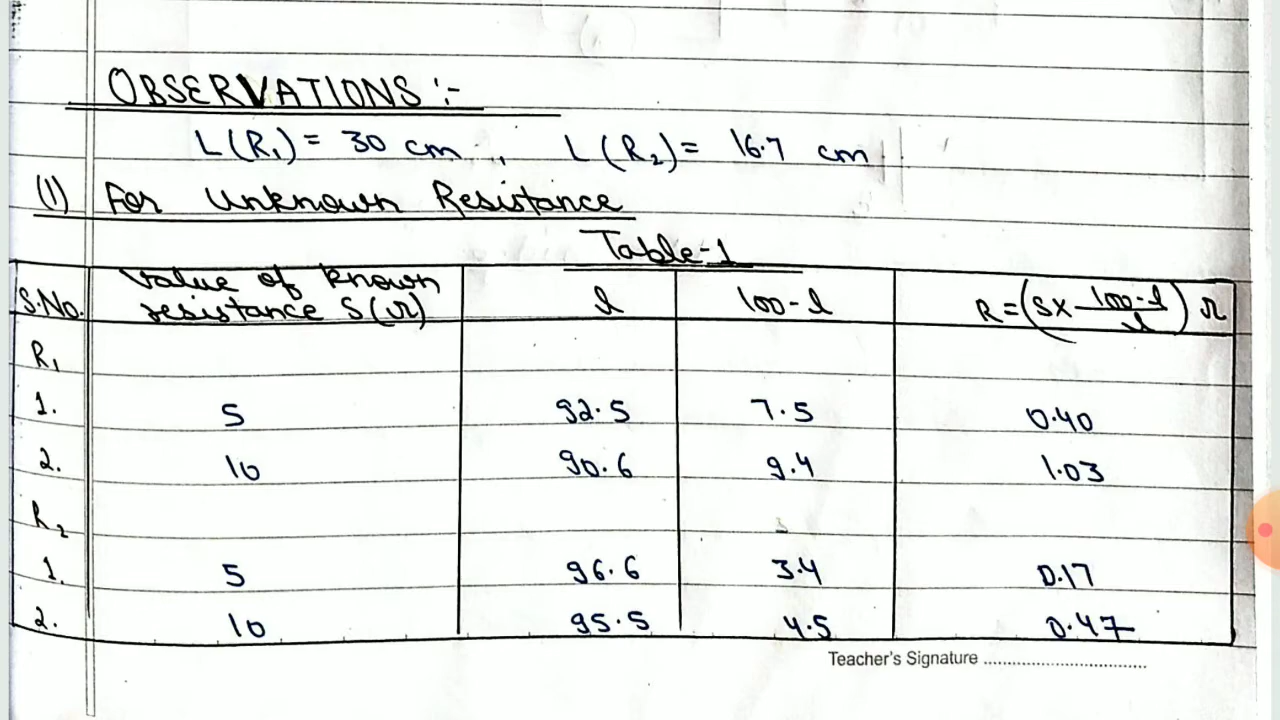 OBSERVATIONS :-
L(R₁) = 30 cm ,, L(R₂) = 16.7 cm
(1) For Unknown Resistance
Table-1
S.No. Value of known resistance S(Ω) l 100-l R=(S× 100-l/l) Ω
R₁
1. 5 92.5 7.5 0.40
2. 10 90.6 9.4 1.03
R₂
1. 5 96.6 3.4 0.17
2. 10 95.5 4.5 0.47
Teacher's Signature ..................................